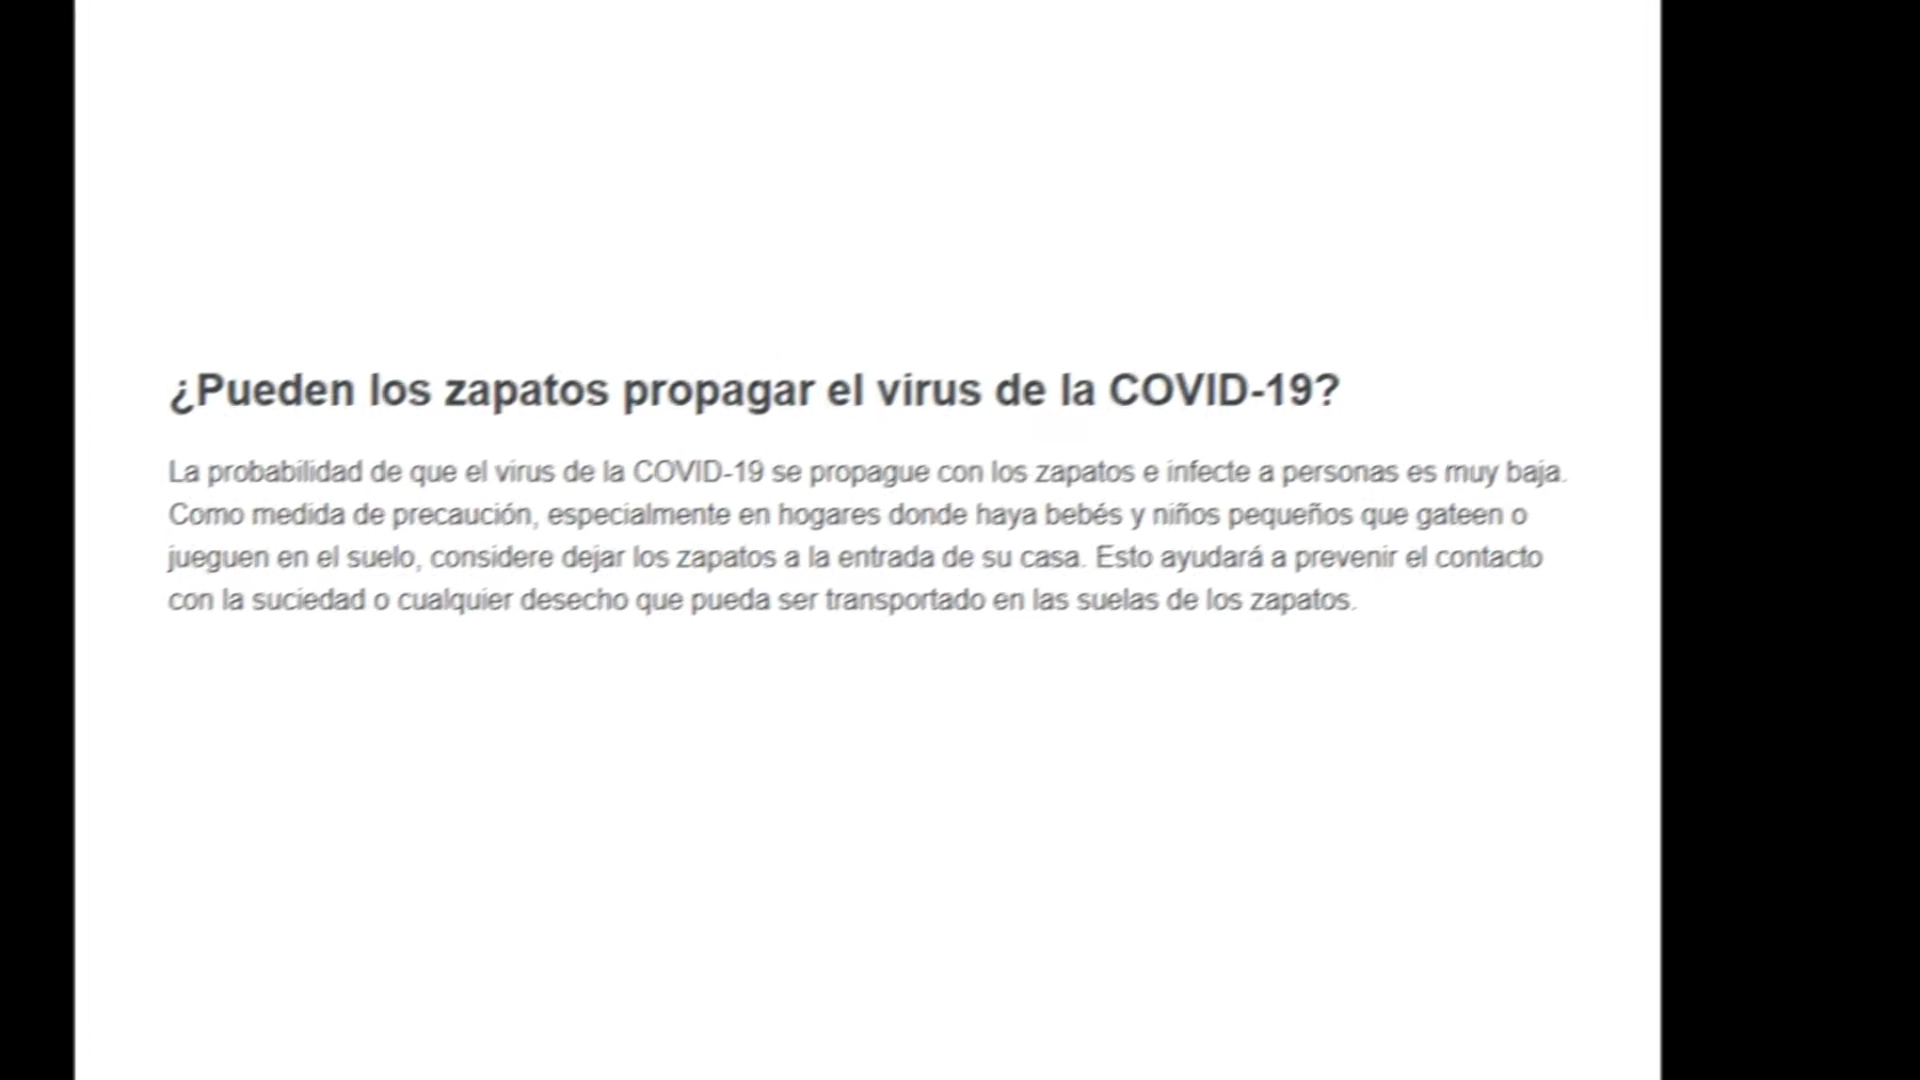 ¿Pueden los zapatos propagar el virus de la COVID-19?
La probabilidad de que el virus de la COVID-19 se propague con los zapatos e infecte a personas es muy baja.
Como medida de precaución, especialmente en hogares donde haya bebés y niños pequeños que gateen o
jueguen en el suelo, considere dejar los zapatos a la entrada de su casa. Esto ayudará a prevenir el contacto
con la suciedad o cualquier desecho que pueda ser transportado en las suelas de los zapatos.